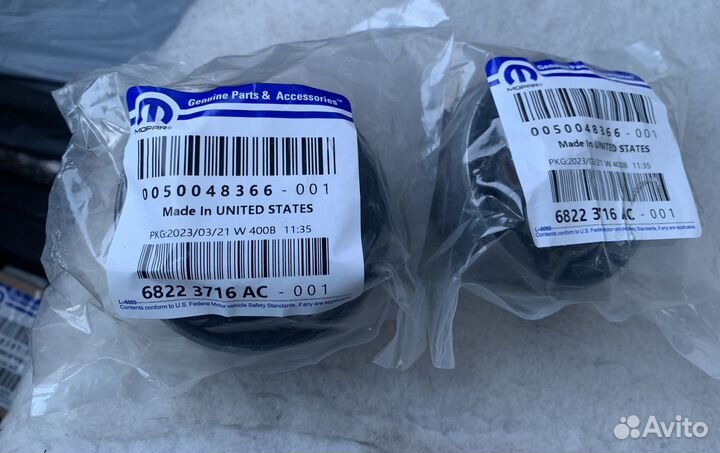 Genuine Parts & Accessories™
MOPAR®
0050048366-001
Made In UNITED STATES
PKG:2023/03/21 W 400B 11:35
6822 3716 AC -001
L=6060
Contents conform to U.S. Federal Motor vehicle Safety Standards, if any are applicable.
Genuine Parts &
MOPAR®
0050048366-001
Made In UNITED STATES
PKG:2023/03/21 W 400B 11:35
6822 3716 AC -001
L=6060
Contents conform to U.S. Federal Motor vehicle Safety Standards, if any are applicable.
Avito